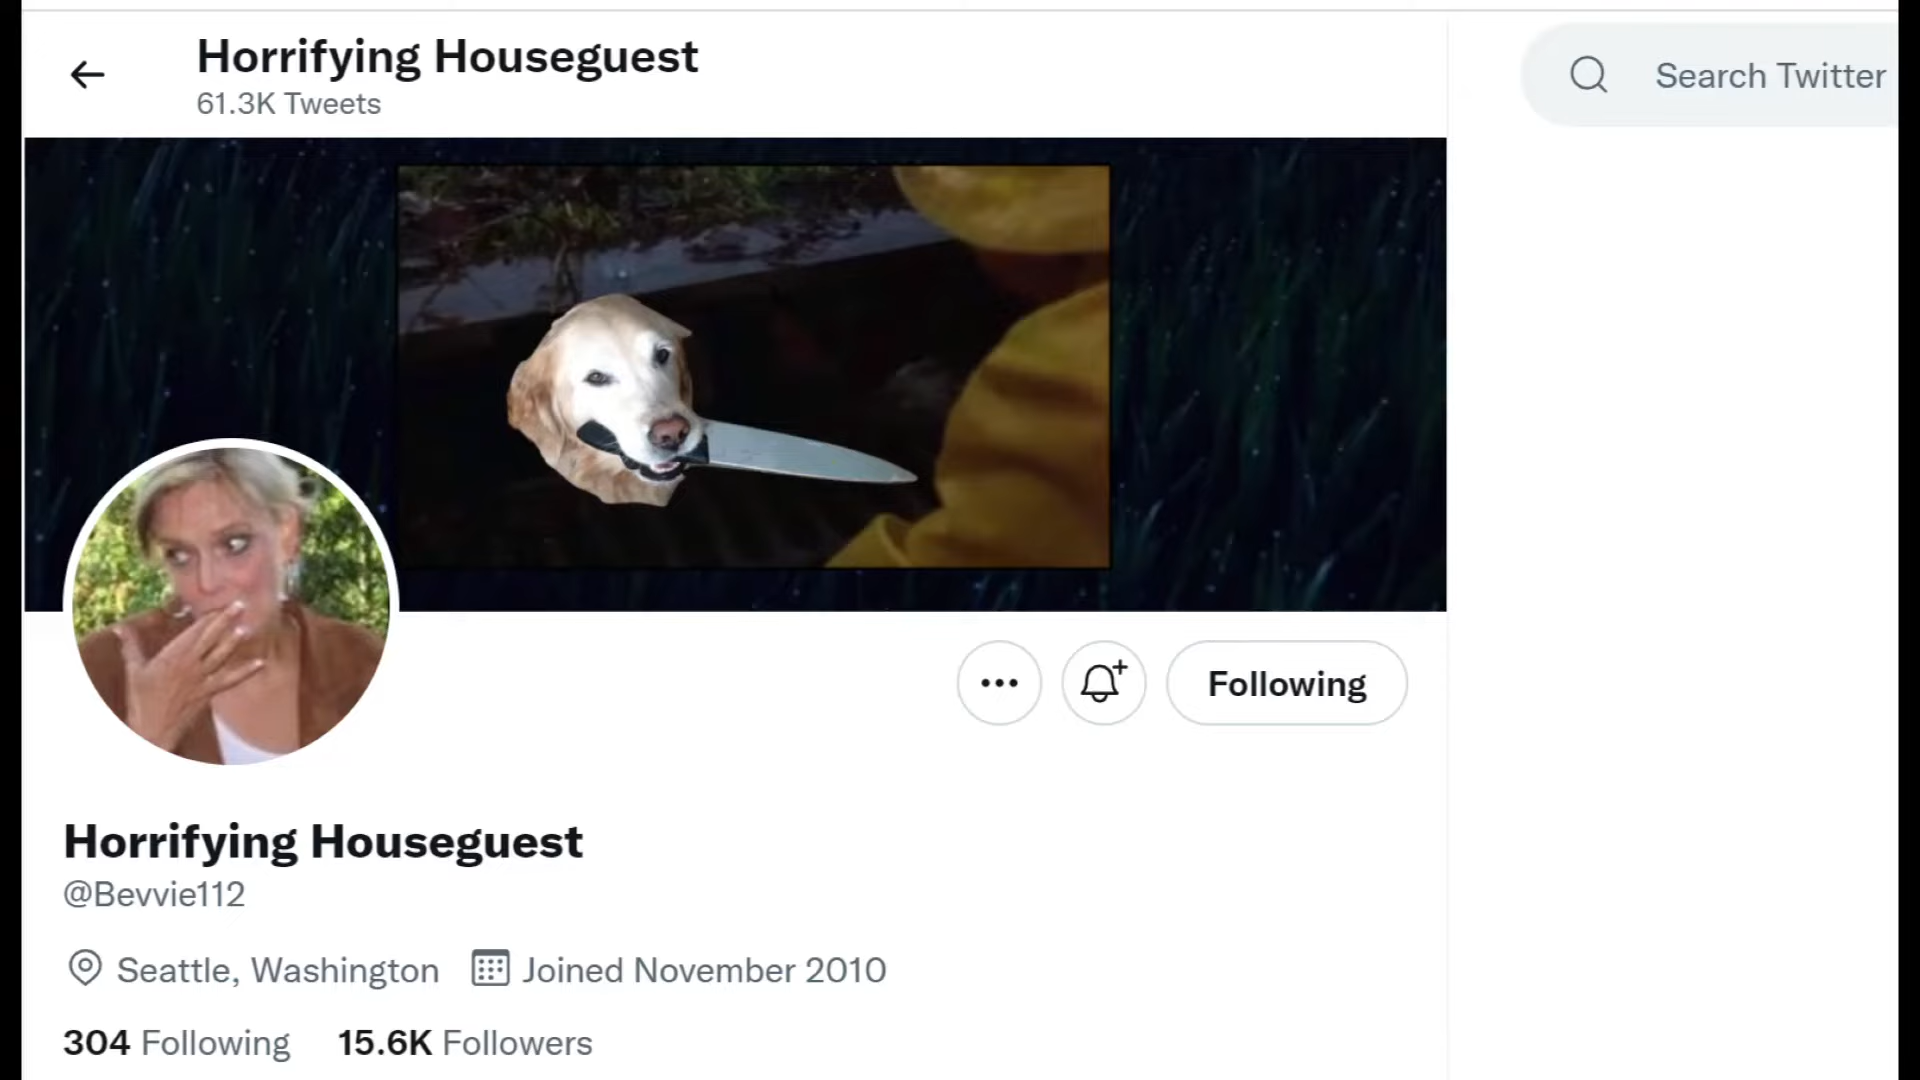 Horrifying Houseguest
61.3K Tweets
Search Twitter
Following
Horrifying Houseguest
@Bevvie112
Seattle, Washington Joined November 2010
304 Following 15.6K Followers